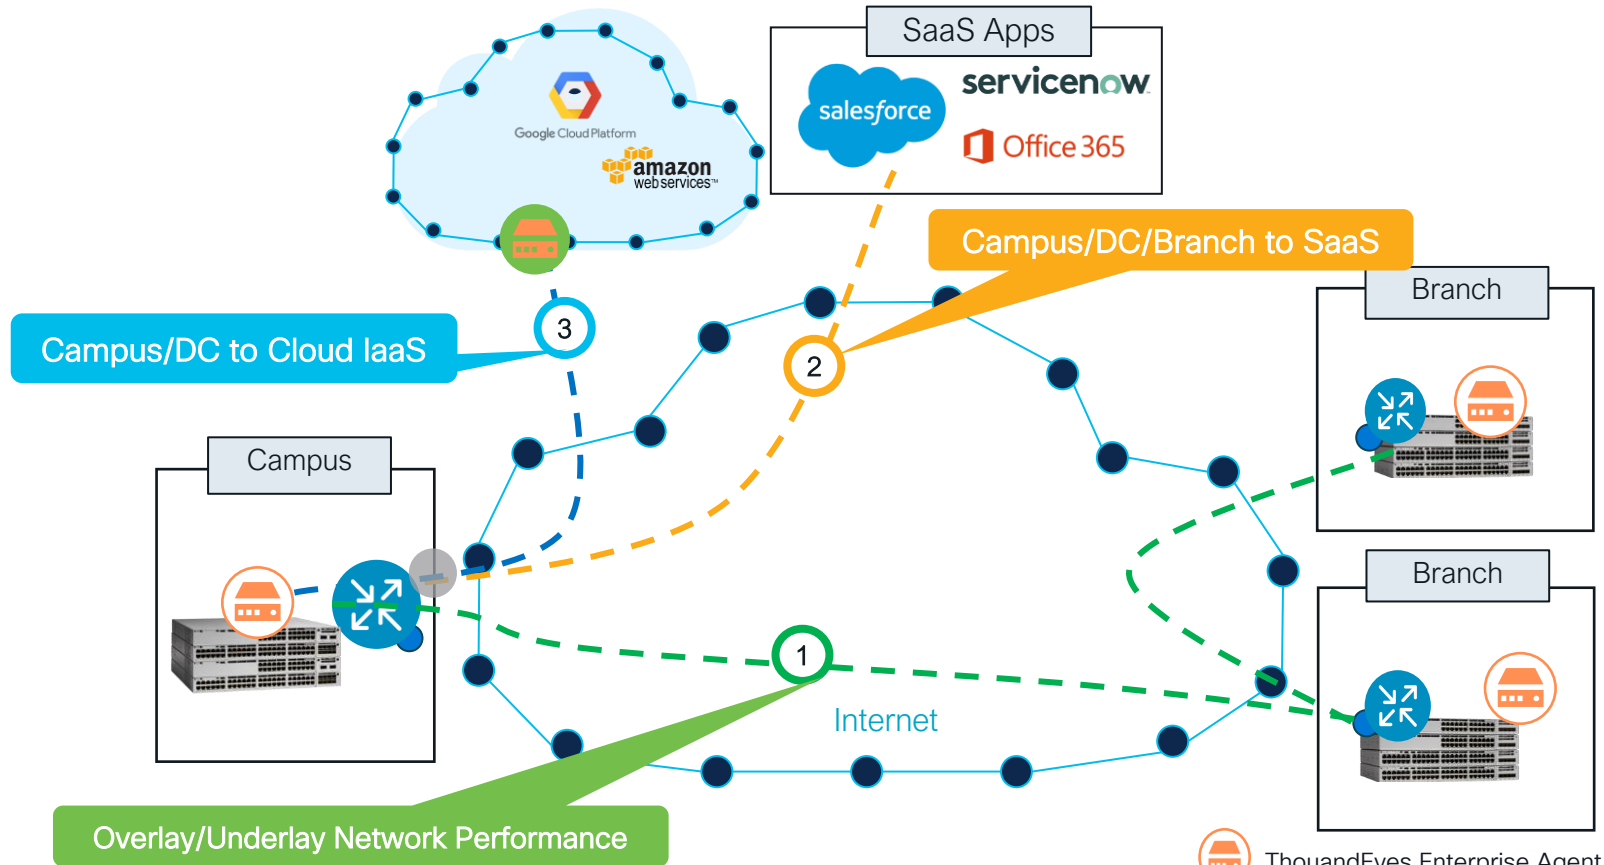 SaaS Apps
salesforce
servicenow
Office 365
Google Cloud Platform
amazon
web services™
Campus/DC/Branch to SaaS
Branch
3
Campus/DC to Cloud IaaS
2
Campus
Branch
1
Internet
Overlay/Underlay Network Performance
ThouandEyes Enterprise Agent